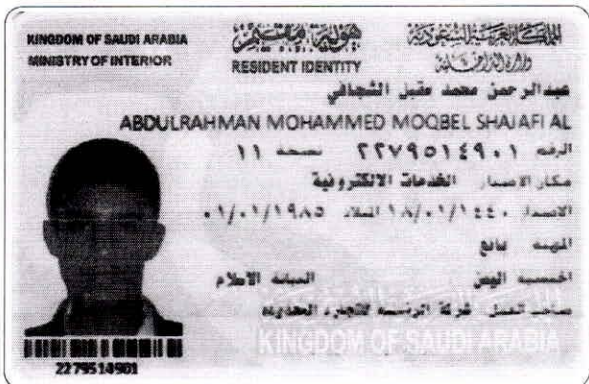 KINGDOM OF SAUDI ARABIA
MINISTRY OF INTERIOR
هوية مقيم
RESIDENT IDENTITY
المملكة العربية السعودية
وزارة الداخلية
عبدالرحمن محمد مقبل الشجافي
ABDULRAHMAN MOHAMMED MOQBEL SHAJAFI AL
الرقم ٢٢٧٩٥١٤٩٠١ نسخة ١١
مكان الاصدار الخدمات الالكترونية
الاصدار ١٨/٠١/١٤٤٠ الميلاد ٠١/٠١/١٩٨٥
المهنة بائع
الجنسية اليمن الديانة الاسلام
صاحب العمل شركة للتجارة المحدودة
KINGDOM OF SAUDI ARABIA
2279514901